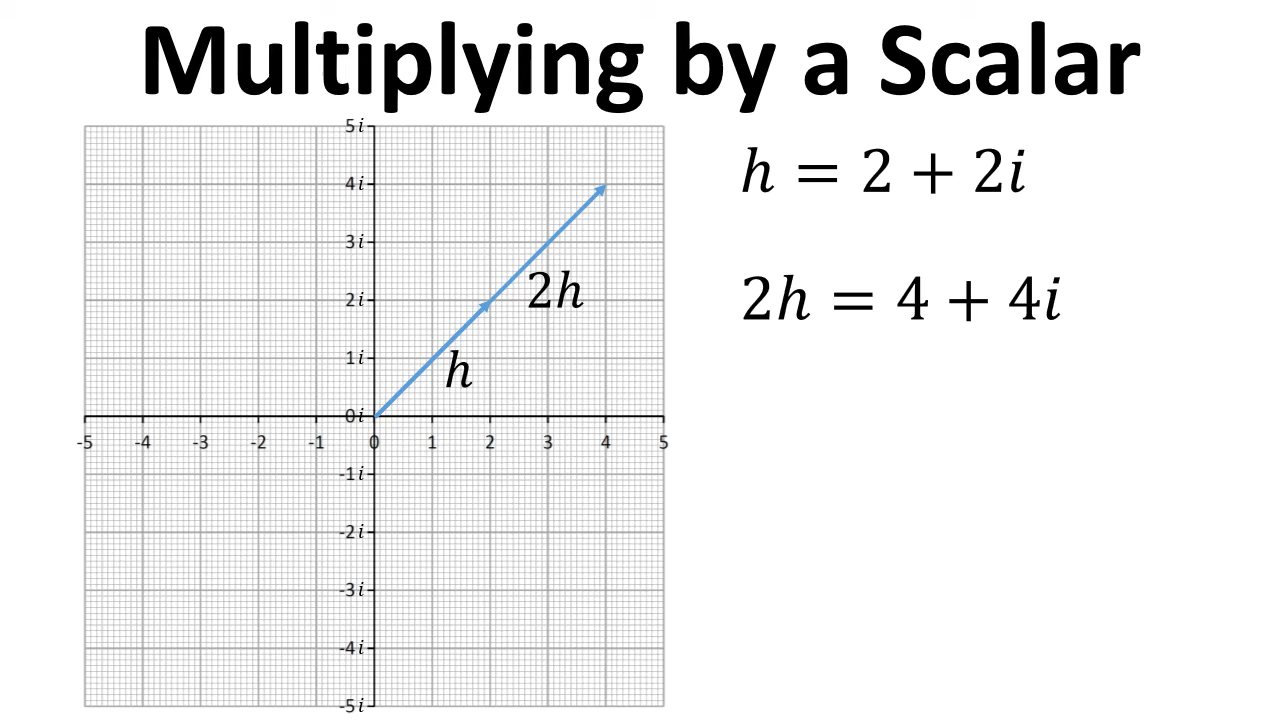 Multiplying by a Scalar
5i
4i
3i
2i
1i
0i
-1i
-2i
-3i
-4i
-5i
-5 -4 -3 -2 -1 0 1 2 3 4 5
2h
h
h = 2 + 2i
2h = 4 + 4i